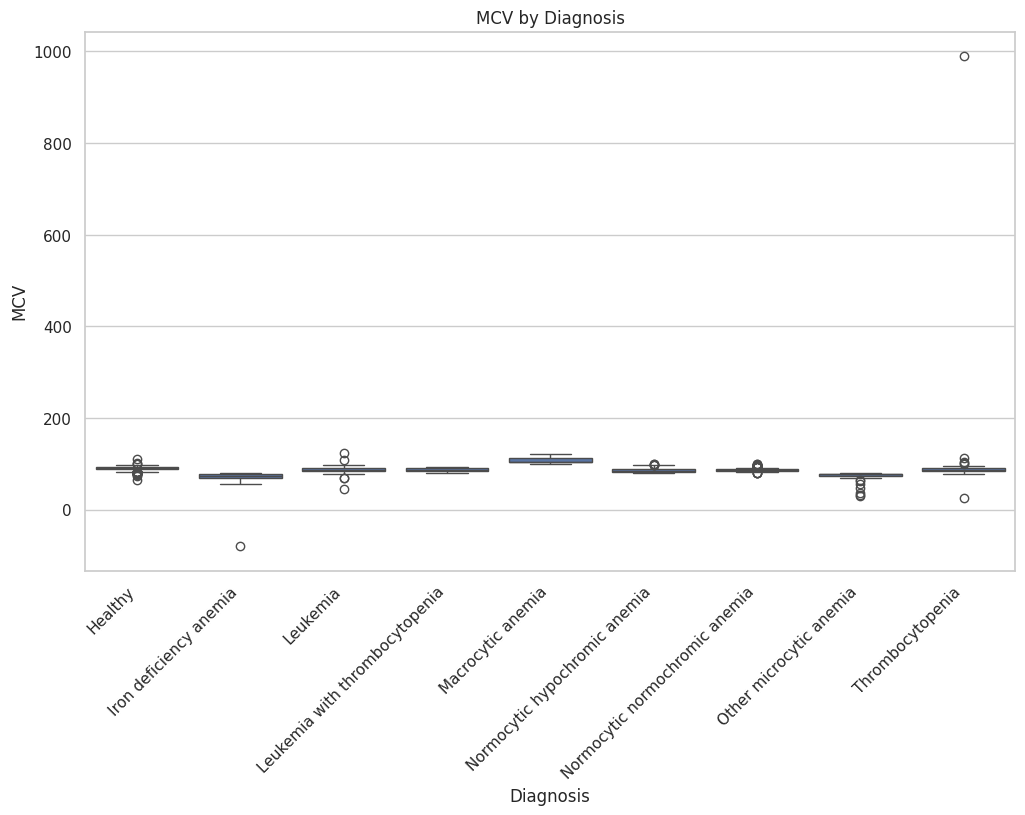 MCV by Diagnosis
1000
800
600
400
200
0
MCV
Healthy
Iron deficiency anemia
Leukemia
Leukemia with thrombocytopenia
Macrocytic anemia
Normocytic hypochromic anemia
Normocytic normochromic anemia
Other microcytic anemia
Thrombocytopenia
Diagnosis